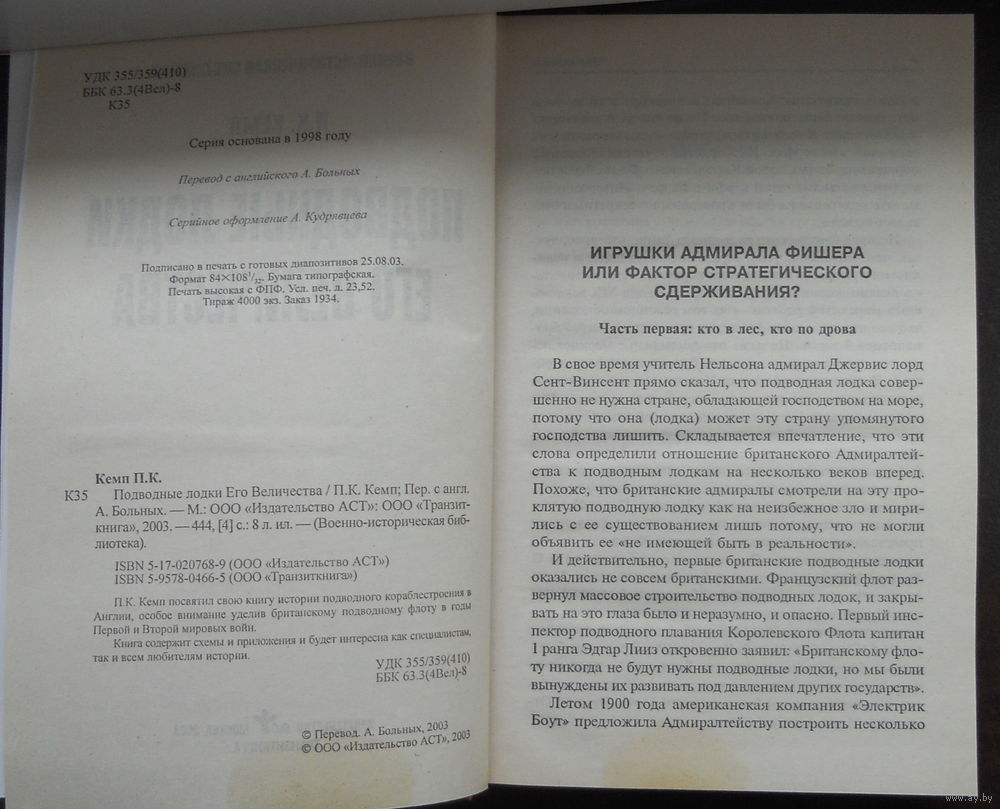 УДК 355/359(410)
ББК 63.3(4Вел)-8
К35
Серия основана в 1998 году
Перевод с английского А. Больных
Серийное оформление А. Кудрявцева
Подписано в печать с готовых диапозитивов 25.08.03.
Формат 84×108¹/₃₂. Бумага типографская.
Печать высокая с ФПФ. Усл. печ. л. 23,52.
Тираж 4000 экз. Заказ 1934.
Кемп П.К.
К35 Подводные лодки Его Величества / П.К. Кемп; Пер. с англ.
А. Больных. — М.: ООО «Издательство АСТ»: ООО «Транзит-
книга», 2003. — 444, [4] с.: 8 л. ил. — (Военно-историческая биб-
лиотека).
ISBN 5-17-020768-9 (ООО «Издательство АСТ»)
ISBN 5-9578-0466-5 (ООО «Транзиткнига»)
П.К. Кемп посвятил свою книгу истории подводного кораблестроения в
Англии, особое внимание уделив британскому подводному флоту в годы
Первой и Второй мировых войн.
Книга содержит схемы и приложения и будет интересна как специалистам,
так и всем любителям истории.
УДК 355/359(410)
ББК 63.3(4Вел)-8
© Перевод. А. Больных, 2003
© ООО «Издательство АСТ», 2003
ИГРУШКИ АДМИРАЛА ФИШЕРА
ИЛИ ФАКТОР СТРАТЕГИЧЕСКОГО
СДЕРЖИВАНИЯ?
Часть первая: кто в лес, кто по дрова
В свое время учитель Нельсона адмирал Джервис лорд
Сент-Винсент прямо сказал, что подводная лодка совер-
шенно не нужна стране, обладающей господством на море,
потому что она (лодка) может эту страну упомянутого
господства лишить. Складывается впечатление, что эти
слова определили отношение британского Адмиралтей-
ства к подводным лодкам на несколько веков вперед.
Похоже, что британские адмиралы смотрели на эту про-
клятую подводную лодку как на неизбежное зло и мири-
лись с ее существованием лишь потому, что не могли
объявить ее «не имеющей быть в реальности».
И действительно, первые британские подводные лодки
оказались не совсем британскими. Французский флот раз-
вернул массовое строительство подводных лодок, и закры-
вать на это глаза было и неразумно, и опасно. Первый инс-
пектор подводного плавания Королевского Флота капитан
1 ранга Эдгар Лииз откровенно заявил: «Британскому фло-
ту никогда не будут нужны подводные лодки, но мы были
вынуждены их развивать под давлением других государств».
Летом 1900 года американская компания «Электрик
Боут» предложила Адмиралтейству построить несколько
www.ay.by